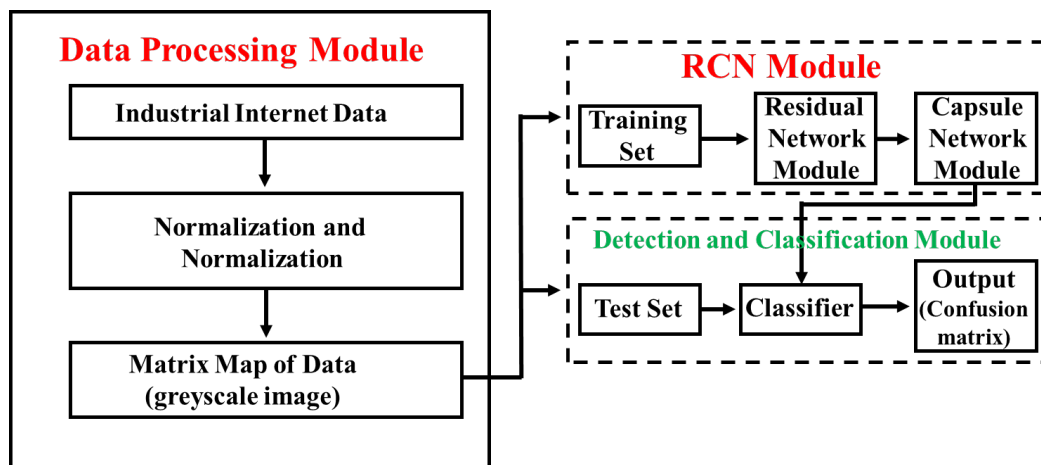 Data Processing Module
Industrial Internet Data
Normalization and
Normalization
Matrix Map of Data
(greyscale image)
RCN Module
Training
Set
Residual
Network
Module
Capsule
Network
Module
Detection and Classification Module
Test Set
Classifier
Output
(Confusion
matrix)